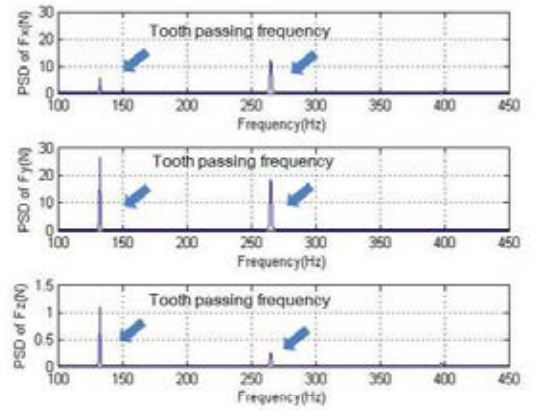 30
20
10
0
PSD of Fx(N)
Tooth passing frequency
100 150 200 250 300 350 400 450
Frequency(Hz)
30
20
10
0
PSD of Fy(N)
Tooth passing frequency
100 150 200 250 300 350 400 450
Frequency(Hz)
1.5
1
0.5
0
PSD of Fz(N)
Tooth passing frequency
100 150 200 250 300 350 400 450
Frequency(Hz)